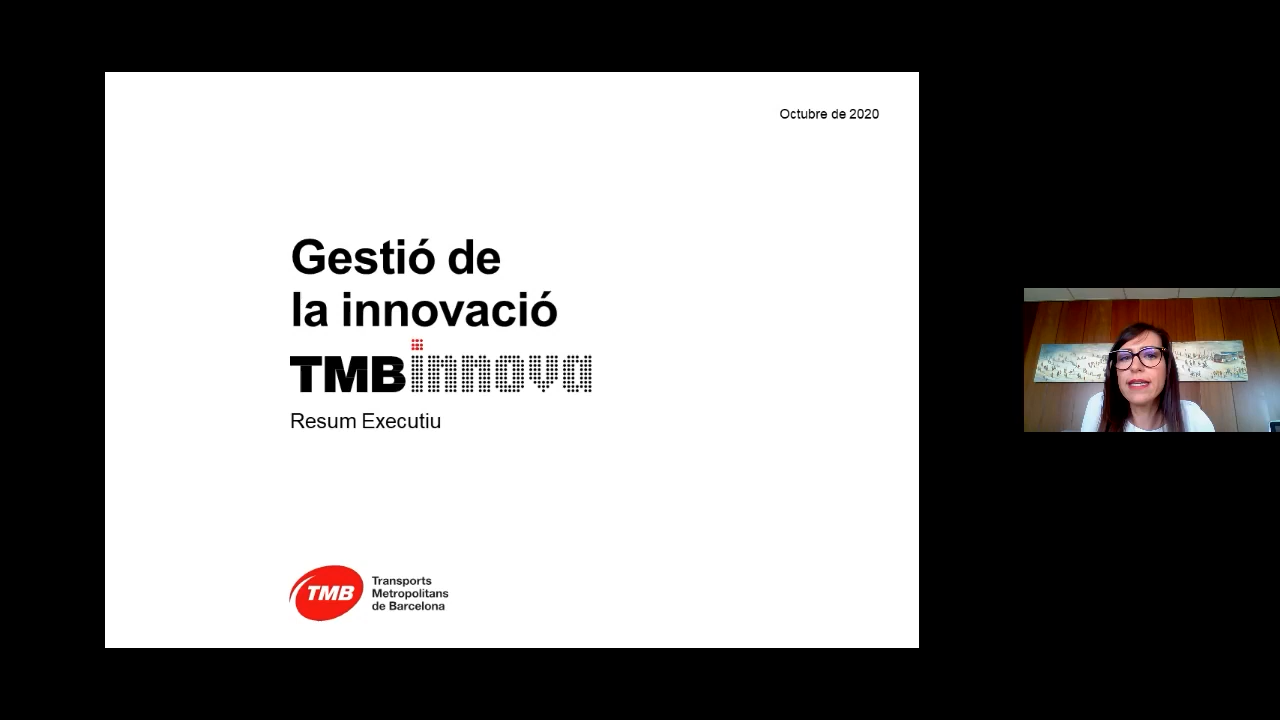 Octubre de 2020
Gestió de
la innovació
TMBinnova
Resum Executiu
TMB
Transports
Metropolitans
de Barcelona